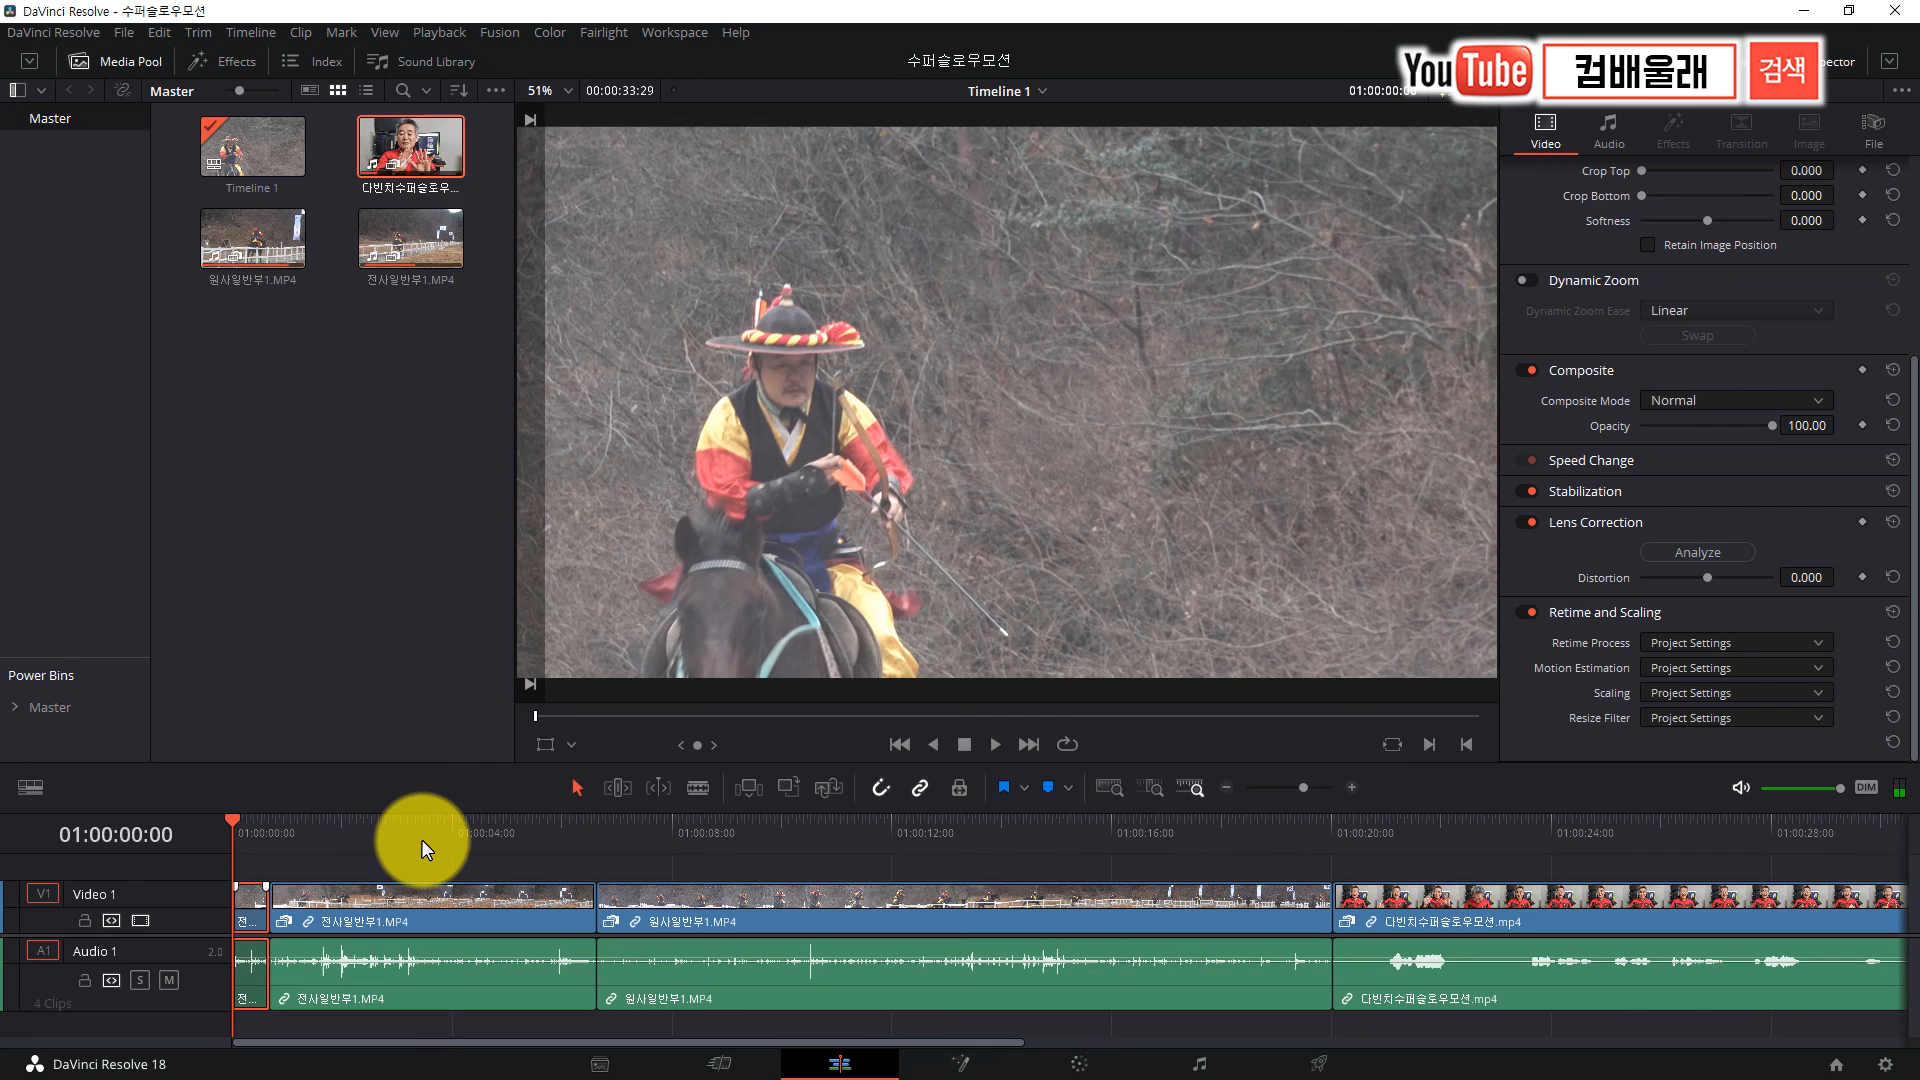 DaVinci Resolve - 수퍼슬로우모션
DaVinci Resolve File Edit Trim Timeline Clip Mark View Playback Fusion Color Fairlight Workspace Help
Media Pool Effects Index Sound Library 수퍼슬로우모션
YouTube 컴배울래 검색
Master 51% 00:00:33:29 Timeline 1
Master
Timeline 1 다빈치수퍼슬로우...
원사일반부1.MP4 전사일반부1.MP4
Power Bins
Master
Video Audio Effects Transition Image File
Crop Top 0.000
Crop Bottom 0.000
Softness 0.000
Retain Image Position
Dynamic Zoom
Dynamic Zoom Ease Linear
Swap
Composite
Composite Mode Normal
Opacity 100.00
Speed Change
Stabilization
Lens Correction
Analyze
Distortion 0.000
Retime and Scaling
Retime Process Project Settings
Motion Estimation Project Settings
Scaling Project Settings
Resize Filter Project Settings
DIM
01:00:00:00 01:00:00:00 01:00:04:00 01:00:08:00 01:00:12:00 01:00:16:00 01:00:20:00 01:00:24:00 01:00:28:00
V1 Video 1
전... 전사일반부1.MP4 원사일반부1.MP4 다빈치수퍼슬로우모션.mp4
A1 Audio 1 2.0
S M
4 Clips
전... 전사일반부1.MP4 원사일반부1.MP4 다빈치수퍼슬로우모션.mp4
DaVinci Resolve 18